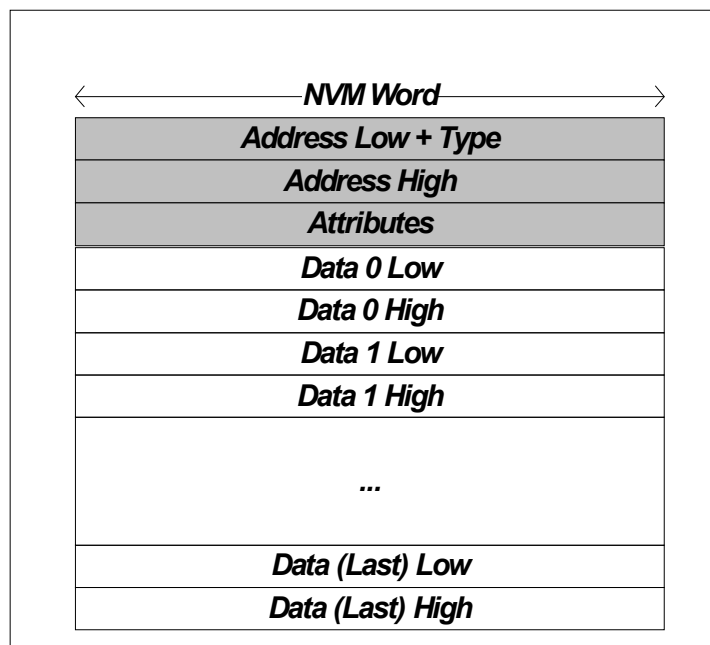 NVM Word
Address Low + Type
Address High
Attributes
Data 0 Low
Data 0 High
Data 1 Low
Data 1 High
...
Data (Last) Low
Data (Last) High